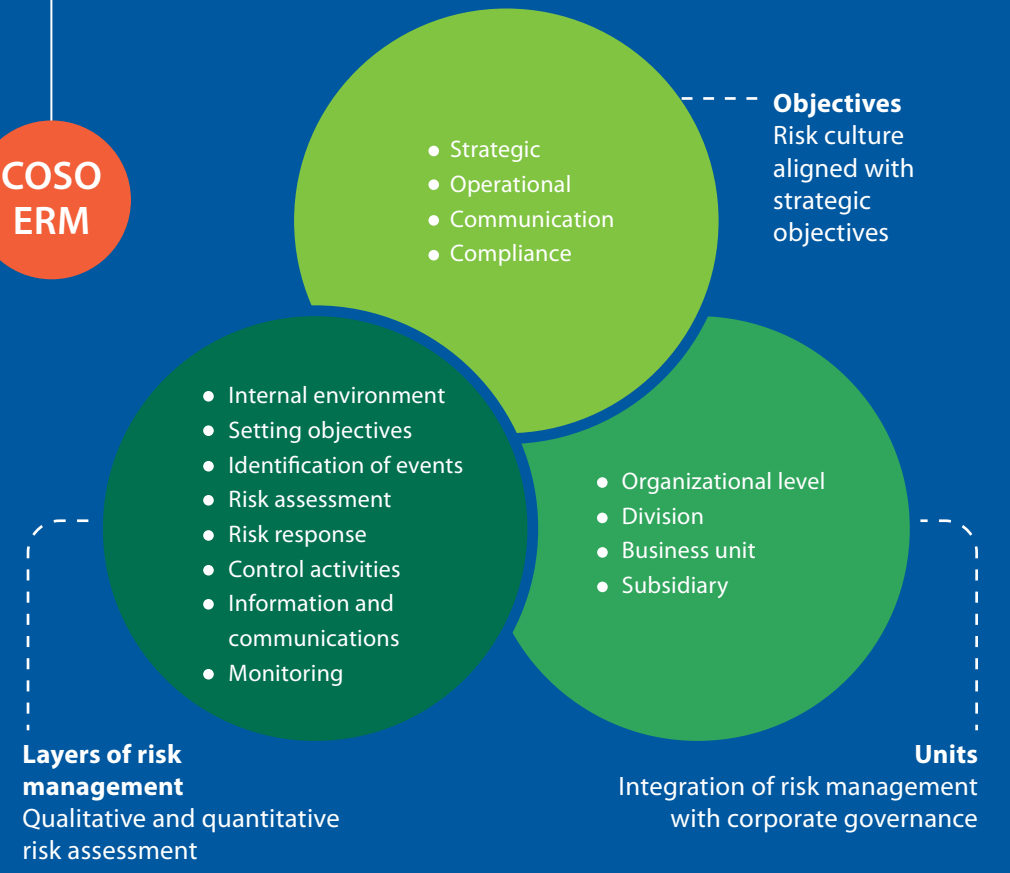 COSO
ERM
• Strategic
• Operational
• Communication
• Compliance
Objectives
Risk culture
aligned with
strategic
objectives
• Internal environment
• Setting objectives
• Identification of events
• Risk assessment
• Risk response
• Control activities
• Information and
communications
• Monitoring
• Organizational level
• Division
• Business unit
• Subsidiary
Layers of risk
management
Qualitative and quantitative
risk assessment
Units
Integration of risk management
with corporate governance